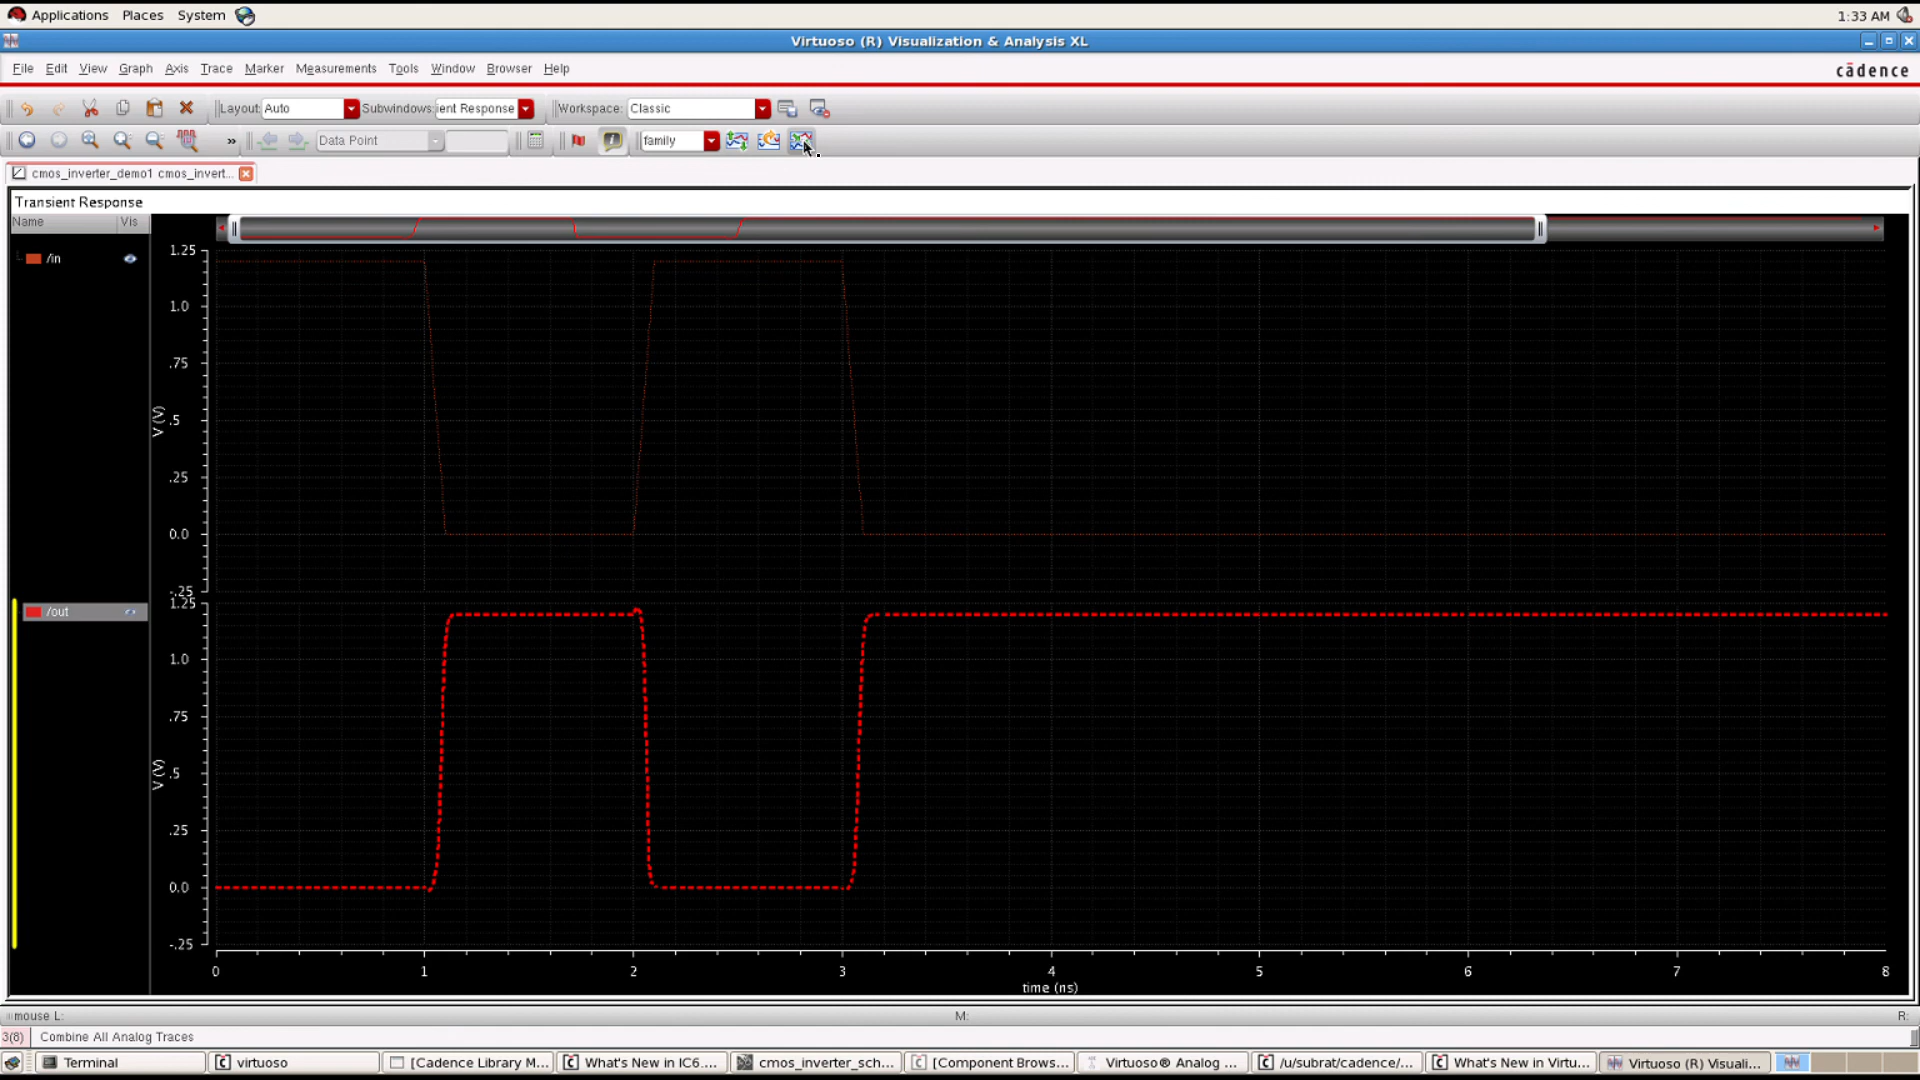 Applications Places System 1:33 AM
Virtuoso (R) Visualization & Analysis XL
File Edit View Graph Axis Trace Marker Measurements Tools Window Browser Help cādence
Layout: Auto Subwindows: ient Response Workspace: Classic
» Data Point family
cmos_inverter_demo1 cmos_invert...
Transient Response
Name Vis
/in
1.25
1.0
.75
.5
.25
0.0
-.25
V (V)
/out
1.25
1.0
.75
.5
.25
0.0
-.25
V (V)
0 1 2 3 4 5 6 7 8
time (ns)
mouse L: M: R:
3(8) Combine All Analog Traces
Terminal virtuoso [Cadence Library M... What's New in IC6.... cmos_inverter_sch... [Component Brows... Virtuoso® Analog ... /u/subrat/cadence/... What's New in Virtu... Virtuoso (R) Visuali...